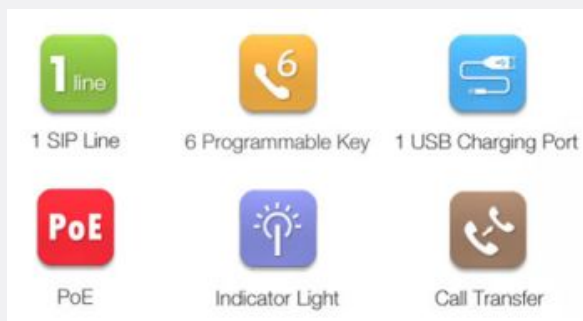 1 line
6
1 SIP Line
6 Programmable Key
1 USB Charging Port
PoE
PoE
Indicator Light
Call Transfer